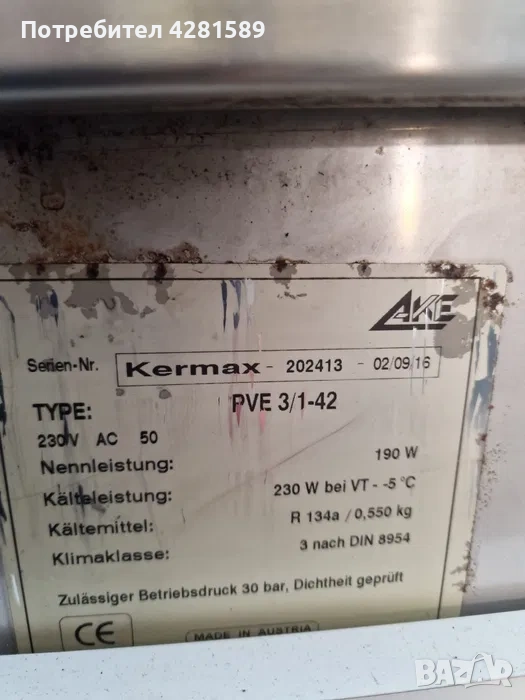 Потребител 4281589
AKE
Serien-Nr. Kermax - 202413 - 02/09/16
TYPE: PVE 3/1-42
230V AC 50
Nennleistung: 190 W
Kälteleistung: 230 W bei VT - -5 °C
Kältemittel: R 134a / 0,550 kg
Klimaklasse: 3 nach DIN 8954
Zulässiger Betriebsdruck 30 bar, Dichtheit geprüft
CE MADE IN AUSTRIA
BAZAR